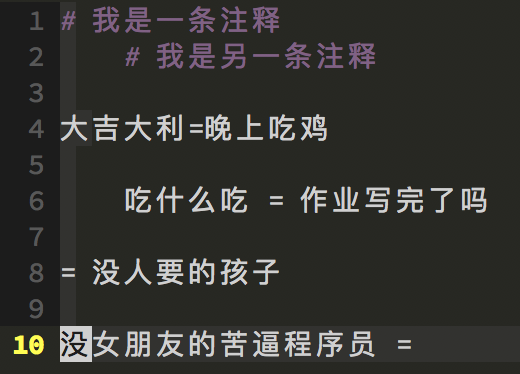 1 # 我是一条注释
2 # 我是另一条注释
3
4 大吉大利=晚上吃鸡
5
6 吃什么吃 = 作业写完了吗
7
8 = 没人要的孩子
9
10 没女朋友的苦逼程序员 =